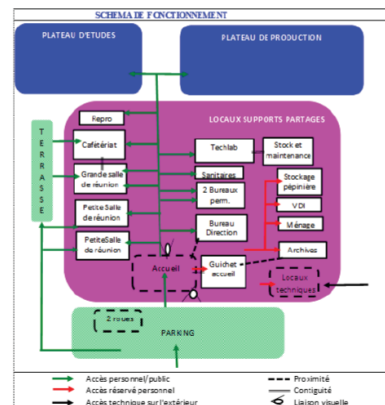 SCHEMA DE FONCTIONNEMENT
PLATEAU D'ETUDES
PLATEAU DE PRODUCTION
LOCAUX SUPPORTS PARTAGES
TERRASSE
Repro
Cafétériat
Grande salle
de réunion
Petite Salle
de réunion
Petite Salle
de réunion
Techlab
Stock et
maintenance
Sanitaires
2 Bureaux
perm.
Bureau
Direction
Stockage
pépinière
VDI
Ménage
Archives
Accueil
Guichet
accueil
Locaux
techniques
2 roues
PARKING
Accès personnel/public
Accès réservé personnel
Accès technique sur l'extérieur
Proximité
Contiguité
Liaison visuelle